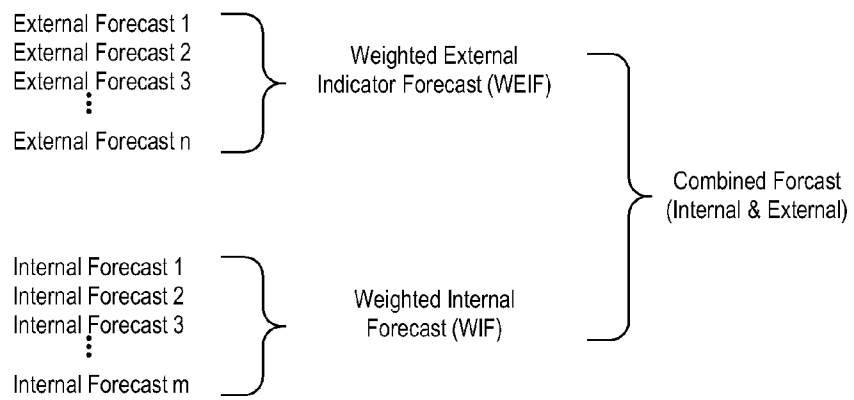 External Forecast 1
External Forecast 2
External Forecast 3
External Forecast n
Weighted External
Indicator Forecast (WEIF)
Internal Forecast 1
Internal Forecast 2
Internal Forecast 3
Internal Forecast m
Weighted Internal
Forecast (WIF)
Combined Forcast
(Internal & External)